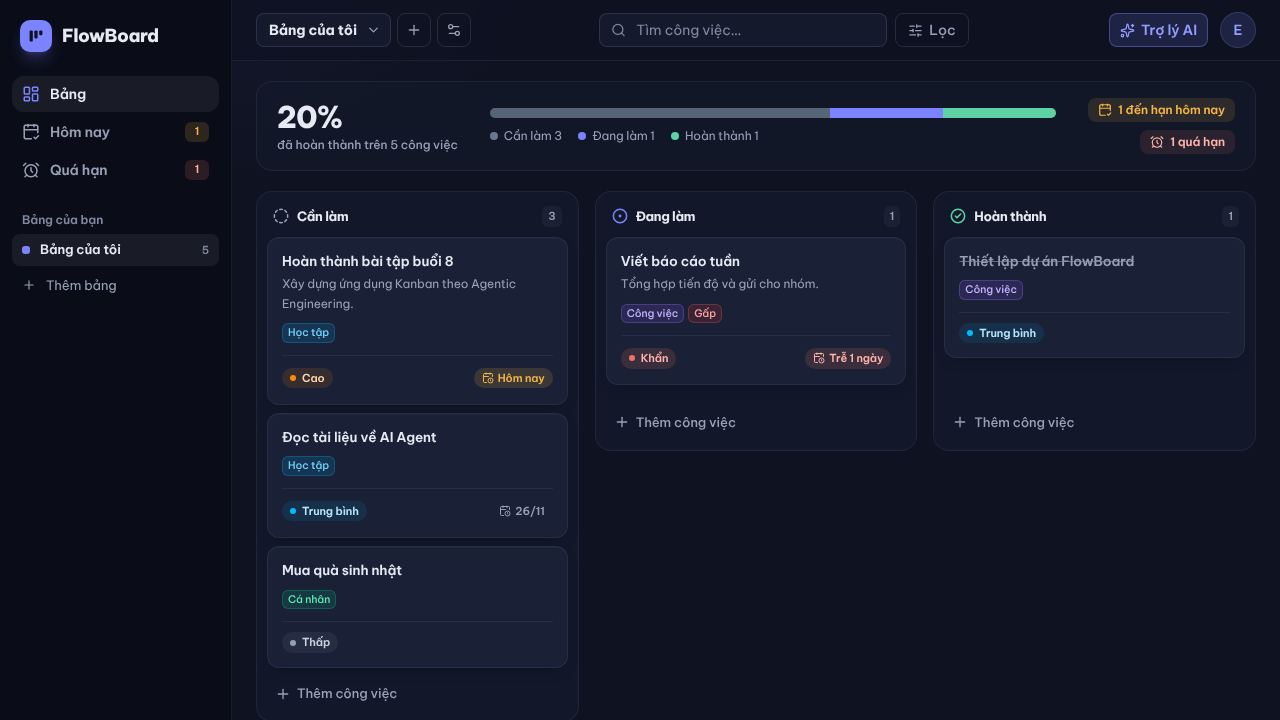 FlowBoard
Bảng
Hôm nay 1
Quá hạn 1
Bảng của bạn
Bảng của tôi 5
Thêm bảng
Bảng của tôi
Tìm công việc...
Lọc
Trợ lý AI
E
20%
đã hoàn thành trên 5 công việc
Cần làm 3 Đang làm 1 Hoàn thành 1
1 đến hạn hôm nay
1 quá hạn
Cần làm 3
Hoàn thành bài tập buổi 8
Xây dựng ứng dụng Kanban theo Agentic
Engineering.
Học tập
Cao Hôm nay
Đọc tài liệu về AI Agent
Học tập
Trung bình 26/11
Mua quà sinh nhật
Cá nhân
Thấp
Thêm công việc
Đang làm 1
Viết báo cáo tuần
Tổng hợp tiến độ và gửi cho nhóm.
Công việc Gấp
Khẩn Trễ 1 ngày
Thêm công việc
Hoàn thành 1
Thiết lập dự án FlowBoard
Công việc
Trung bình
Thêm công việc